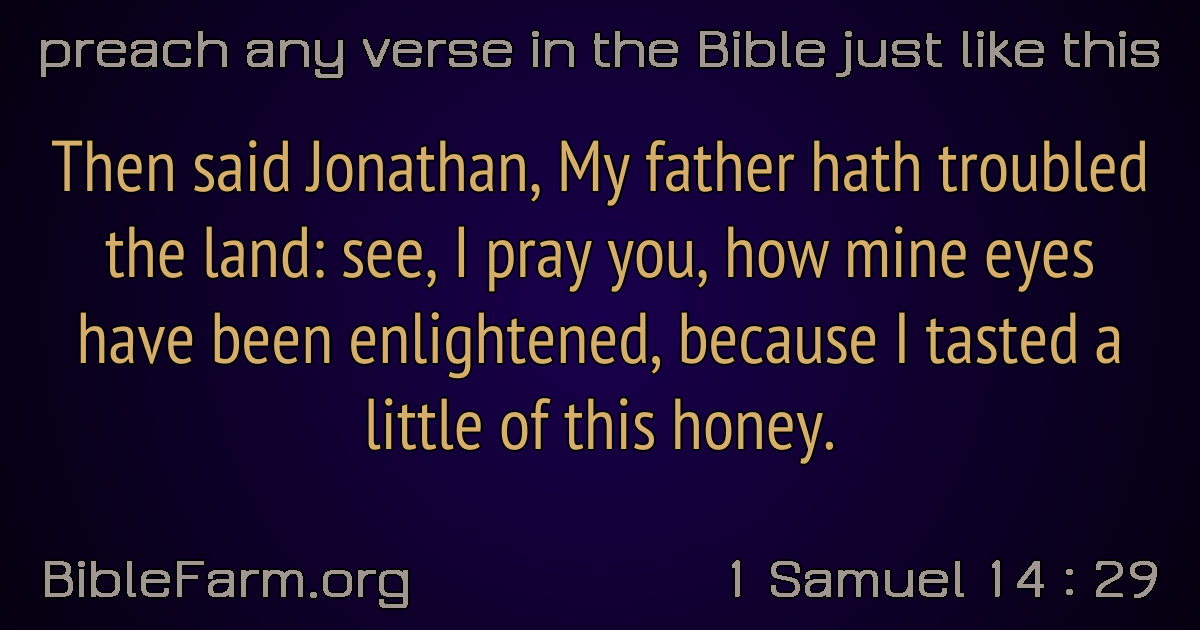 preach any verse in the Bible just like this
Then said Jonathan, My father hath troubled
the land: see, I pray you, how mine eyes
have been enlightened, because I tasted a
little of this honey.
BibleFarm.org
1 Samuel 14 : 29